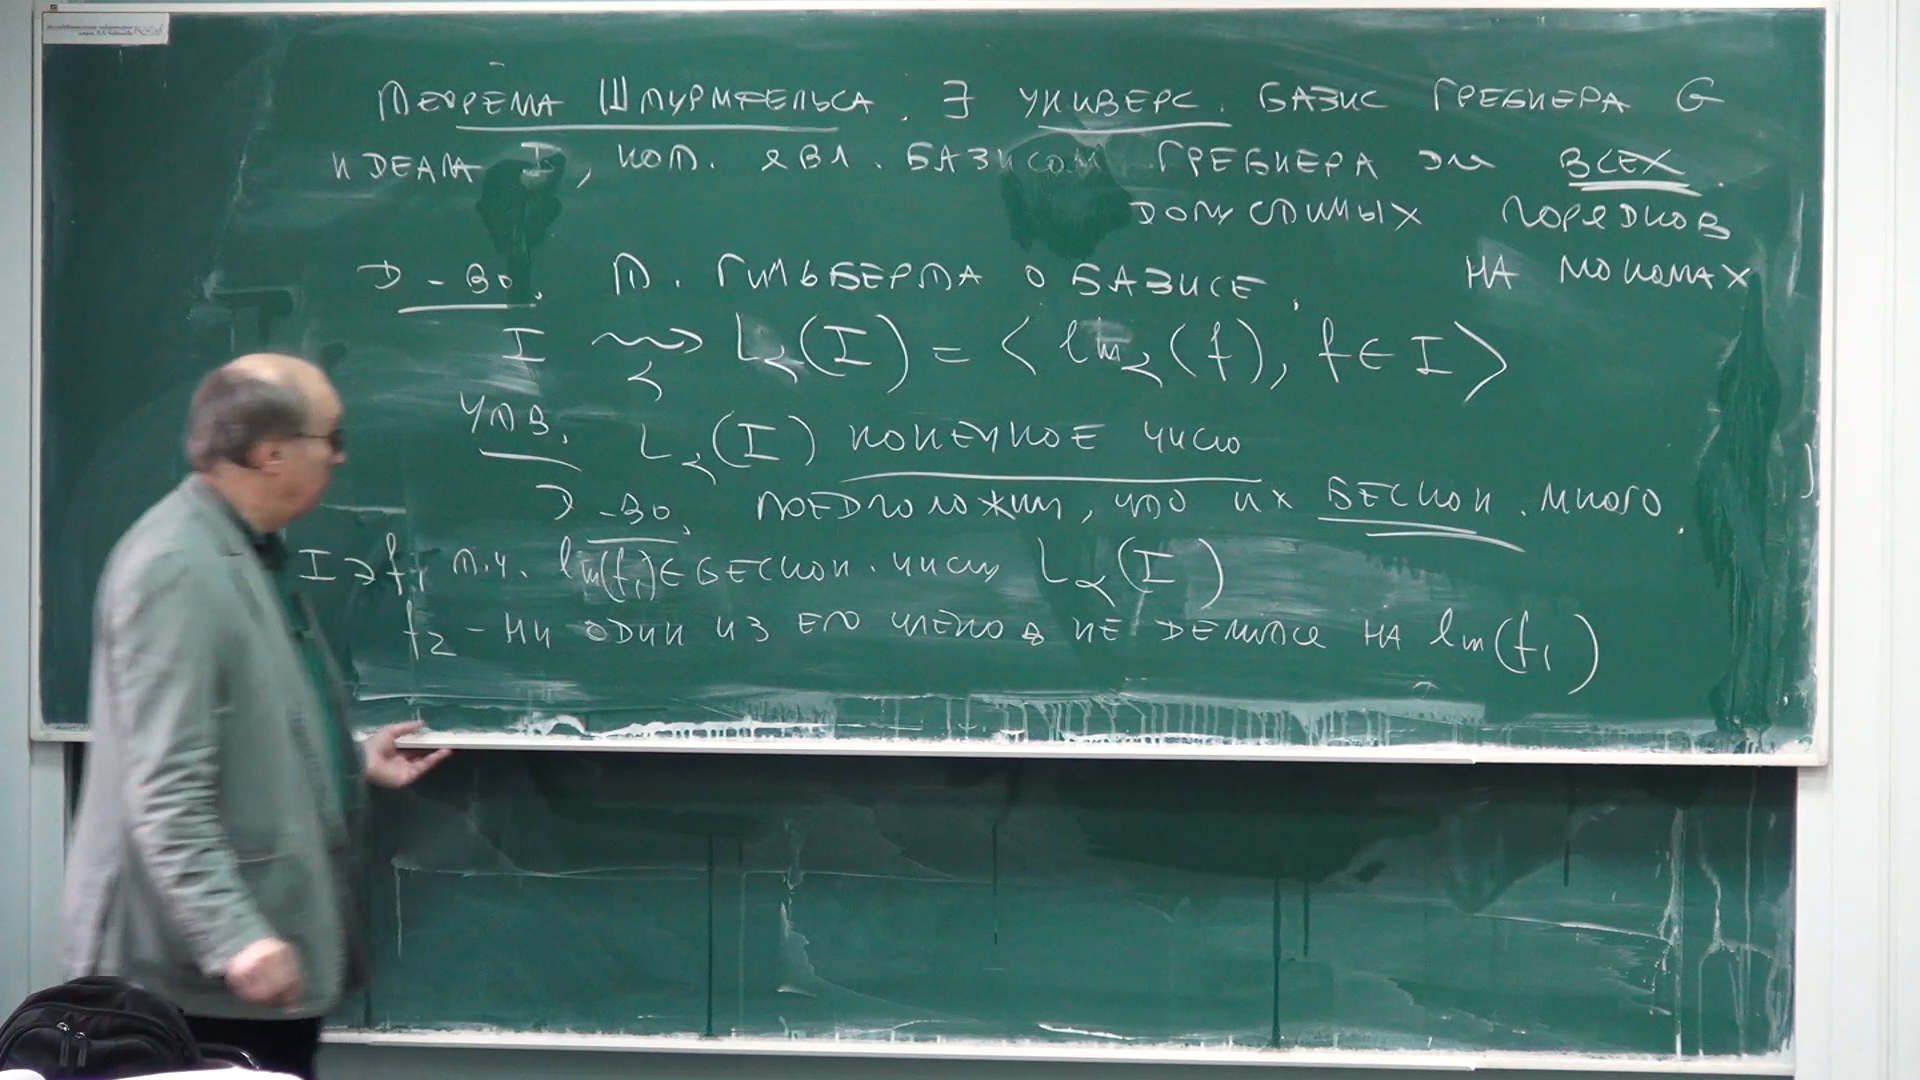 ТЕОРЕМА ШТУРМФЕЛЬСА. ∃ УНИВЕРС. БАЗИС ГРЕБНЕРА G
ИДЕАЛА I, КОТ. ЯВЛ. БАЗИСОМ ГРЕБНЕРА ДЛЯ ВСЕХ
ДОПУСТИМЫХ ПОРЯДКОВ
НА МОНОМАХ
Д-ВО. Т. ГИЛЬБЕРТА О БАЗИСЕ.
I ⇝ L≺(I) = ⟨ lm≺(f), f ∈ I ⟩
≺
УТВ. L≺(I) КОНЕЧНОЕ ЧИСЛО
Д-ВО. ПРЕДПОЛОЖИМ, ЧТО ИХ БЕСКОН. МНОГО.
I ∋ f₁ Т.Ч. lm(f₁) ∈ БЕСКОН. ЧИСЛУ L≺(I)
f₂ – НИ ОДИН ИЗ ЕГО ЧЛЕНОВ НЕ ДЕЛИТСЯ НА lm(f₁)